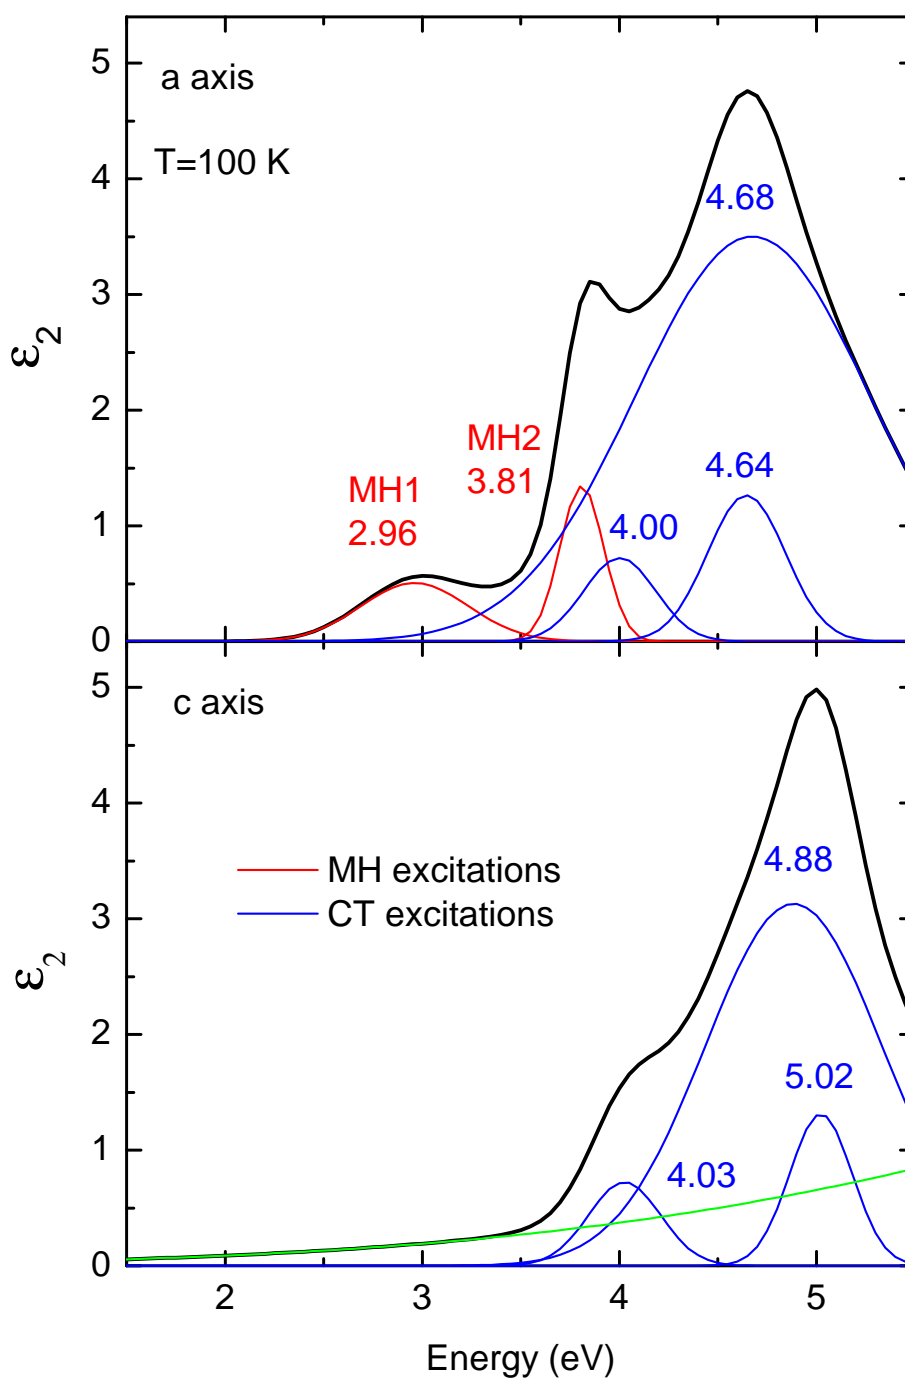 5
a axis
T=100 K
4
4.68
3
ε2
2
MH2
3.81
MH1
2.96
4.64
4.00
1
0
5
c axis
4
4.88
MH excitations
CT excitations
3
ε2
2
5.02
1
4.03
0
2 3 4 5
Energy (eV)